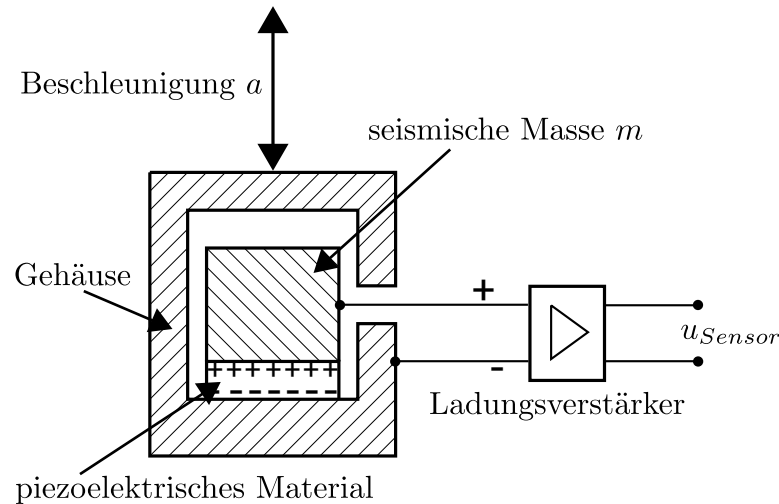 Beschleunigung a
seismische Masse m
Gehäuse
+
u_Sensor
+ + + + + + +
-
- - - - - - -
Ladungsverstärker
piezoelektrisches Material